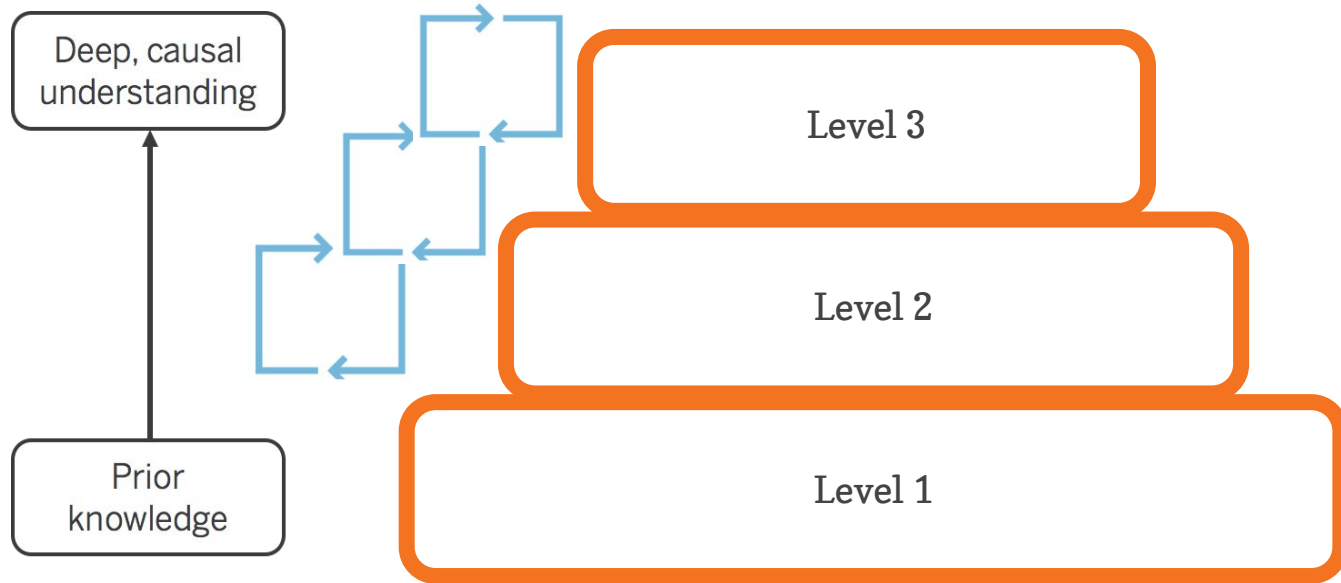 Deep, causal
understanding
Level 3
Level 2
Prior
knowledge
Level 1